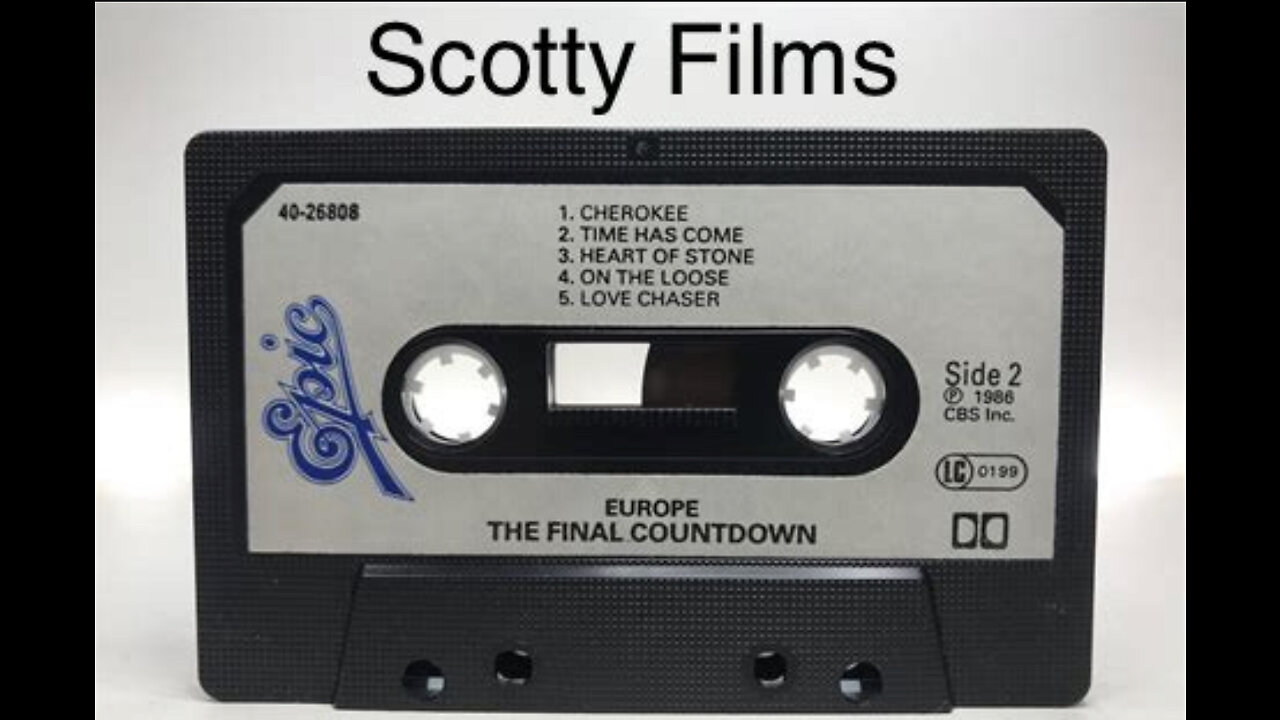 Scotty Films
40-26808
1. CHEROKEE
2. TIME HAS COME
3. HEART OF STONE
4. ON THE LOOSE
5. LOVE CHASER
Epic
Side 2
℗ 1986
CBS Inc.
LC 0199
EUROPE
THE FINAL COUNTDOWN